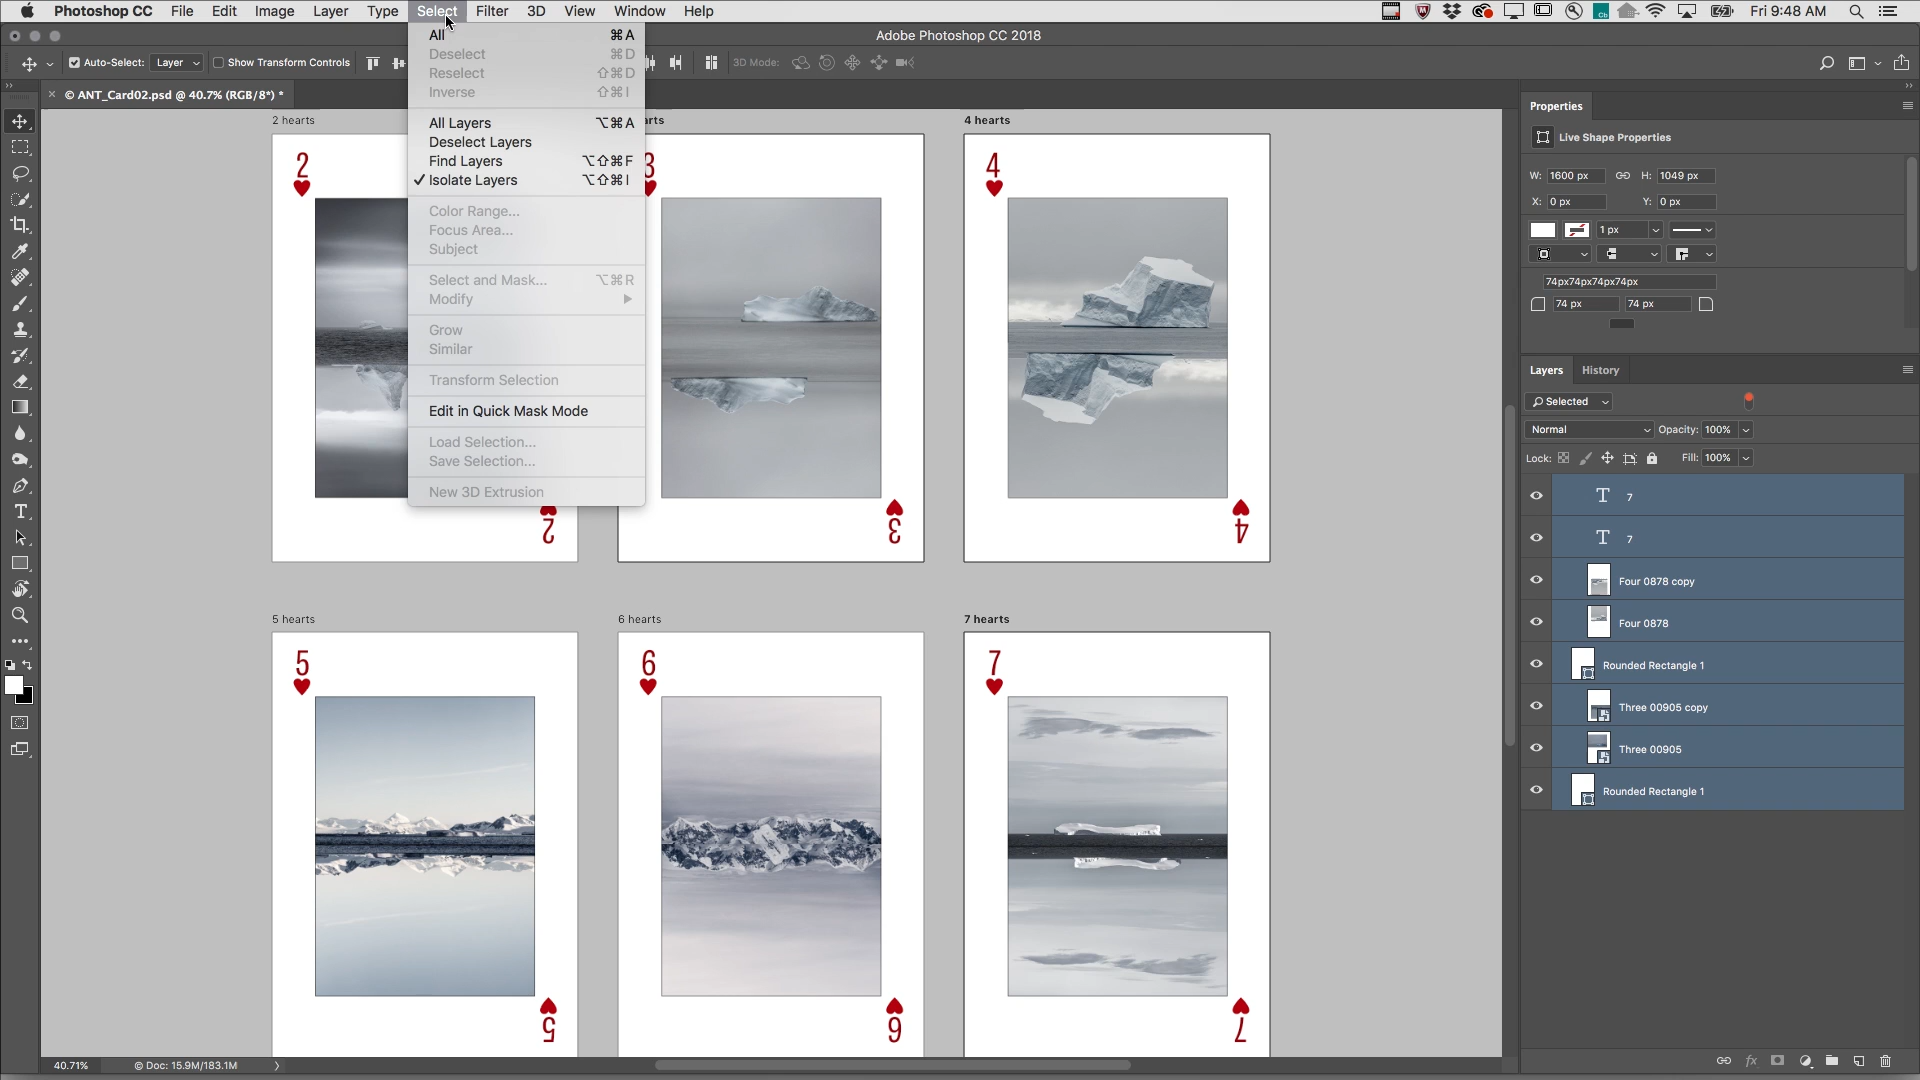 Photoshop CC File Edit Image Layer Type Select Filter 3D View Window Help Fri 9:48 AM
Adobe Photoshop CC 2018
Auto-Select: Layer Show Transform Controls 3D Mode:
× © ANT_Card02.psd @ 40.7% (RGB/8*) *
All ⌘A
Deselect ⌘D
Reselect ⇧⌘D
Inverse ⇧⌘I
All Layers ⌥⌘A
Deselect Layers
Find Layers ⌥⇧⌘F
✓ Isolate Layers ⌥⇧⌘I
Color Range...
Focus Area...
Subject
Select and Mask... ⌥⌘R
Modify ▶
Grow
Similar
Transform Selection
Edit in Quick Mask Mode
Load Selection...
Save Selection...
New 3D Extrusion
2 hearts
arts
4 hearts
2
3
4
2
3
4
5 hearts
6 hearts
7 hearts
5
6
7
5
6
7
40.71% © Doc: 15.9M/183.1M
Properties
Live Shape Properties
W: 1600 px H: 1049 px
X: 0 px Y: 0 px
1 px
74px74px74px74px
74 px 74 px
Layers History
Selected
Normal Opacity: 100%
Lock: Fill: 100%
T 7
T 7
Four 0878 copy
Four 0878
Rounded Rectangle 1
Three 00905 copy
Three 00905
Rounded Rectangle 1